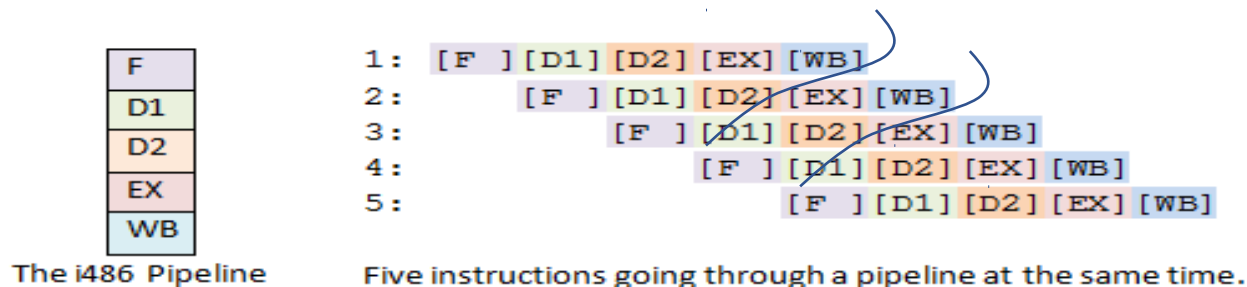 F
D1
D2
EX
WB
The i486 Pipeline
1: [F ][D1][D2][EX][WB]
2: [F ][D1][D2][EX][WB]
3: [F ][D1][D2][EX][WB]
4: [F ][D1][D2][EX][WB]
5: [F ][D1][D2][EX][WB]
Five instructions going through a pipeline at the same time.